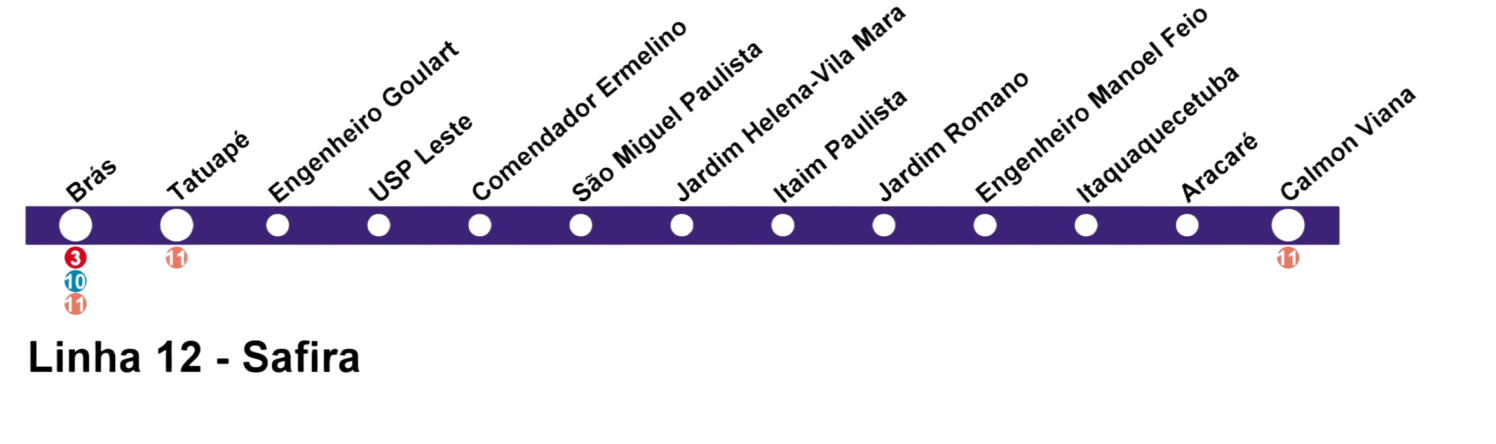 Brás
Tatuapé
Engenheiro Goulart
USP Leste
Comendador Ermelino
São Miguel Paulista
Jardim Helena-Vila Mara
Itaim Paulista
Jardim Romano
Engenheiro Manoel Feio
Itaquaquecetuba
Aracaré
Calmon Viana
3
10
11
11
11
Linha 12 - Safira